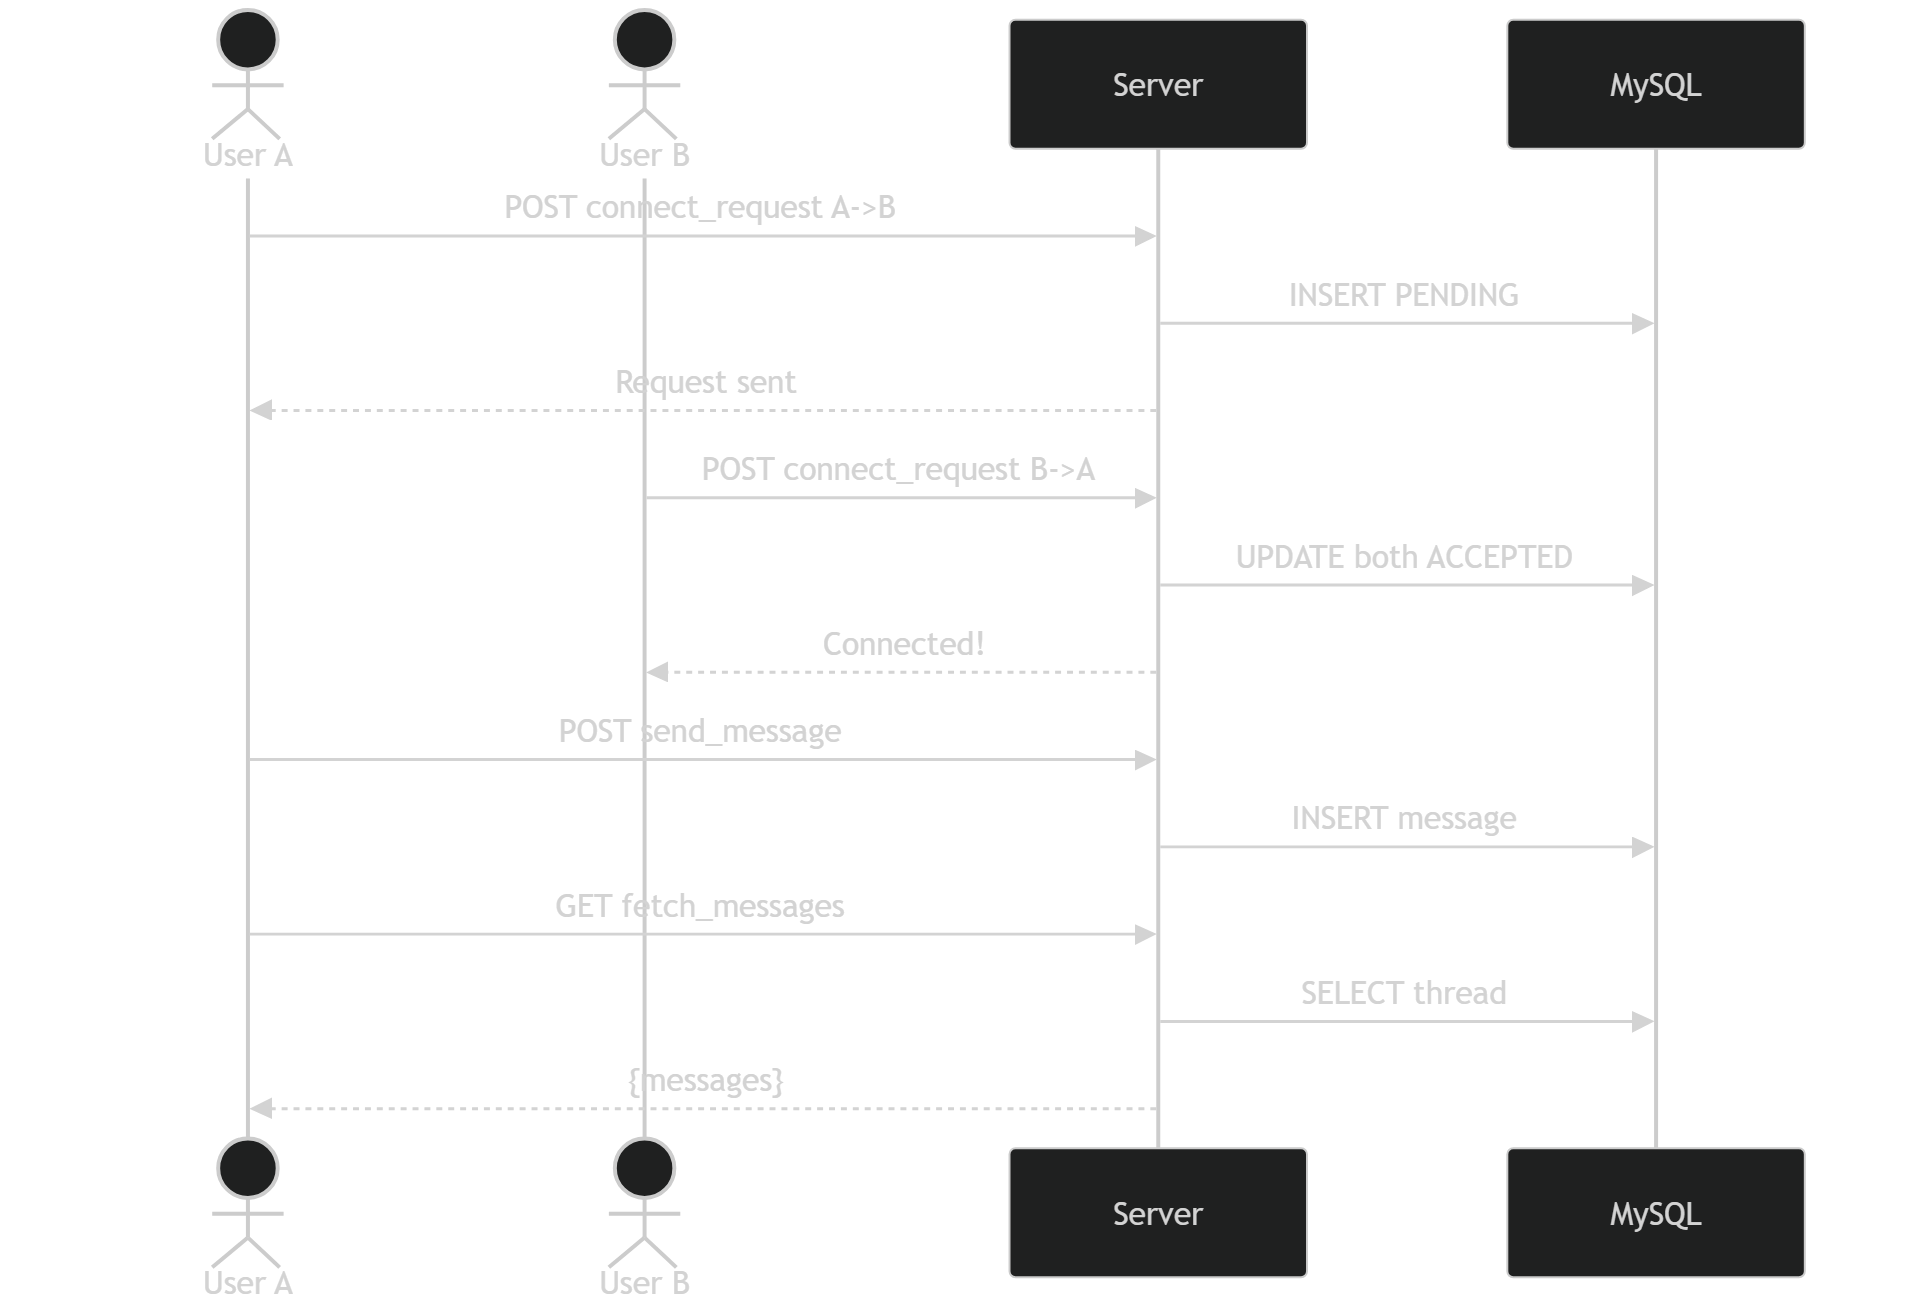 Server
MySQL
User A
User B
POST connect_request A->B
INSERT PENDING
Request sent
POST connect_request B->A
UPDATE both ACCEPTED
Connected!
POST send_message
INSERT message
GET fetch_messages
SELECT thread
{messages}
Server
MySQL
User A
User B